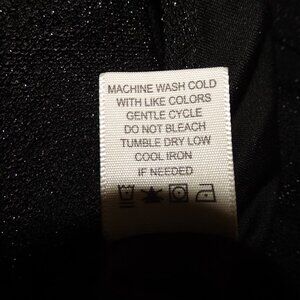 MACHINE WASH COLD
WITH LIKE COLORS
GENTLE CYCLE
DO NOT BLEACH
TUMBLE DRY LOW
COOL IRON
IF NEEDED